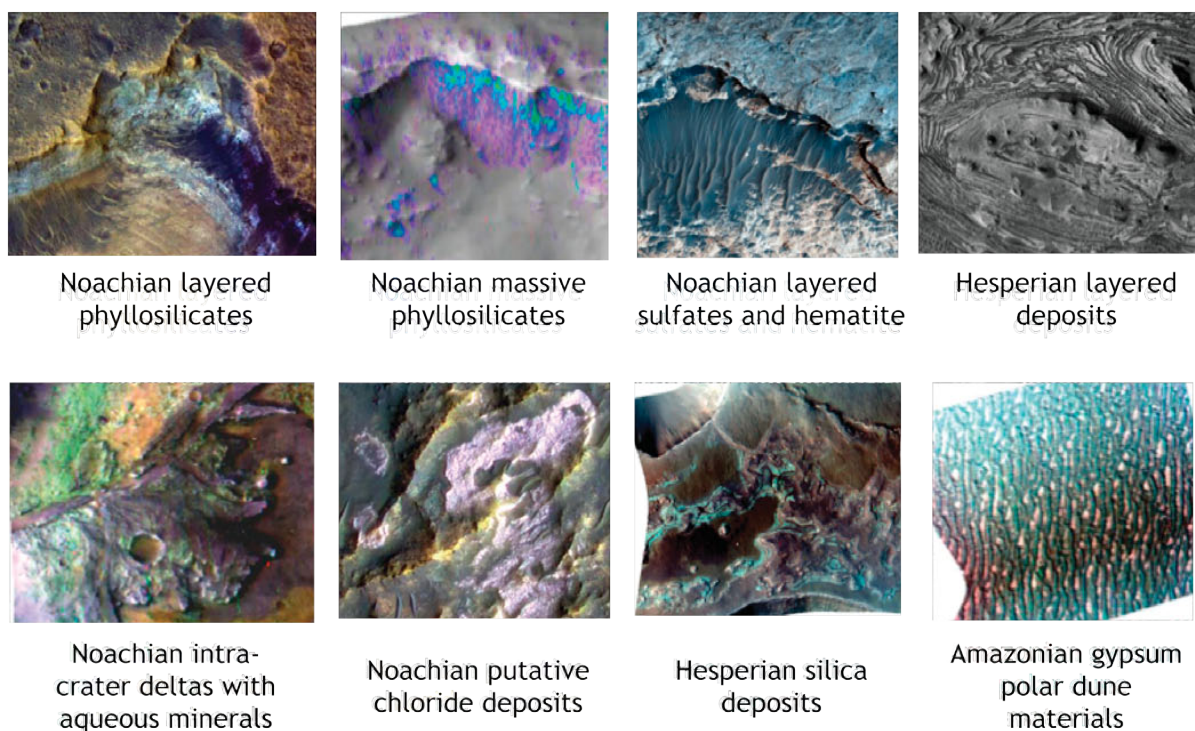 Noachian layered
phyllosilicates
Noachian massive
phyllosilicates
Noachian layered
sulfates and hematite
Hesperian layered
deposits
Noachian intra-
crater deltas with
aqueous minerals
Noachian putative
chloride deposits
Hesperian silica
deposits
Amazonian gypsum
polar dune
materials